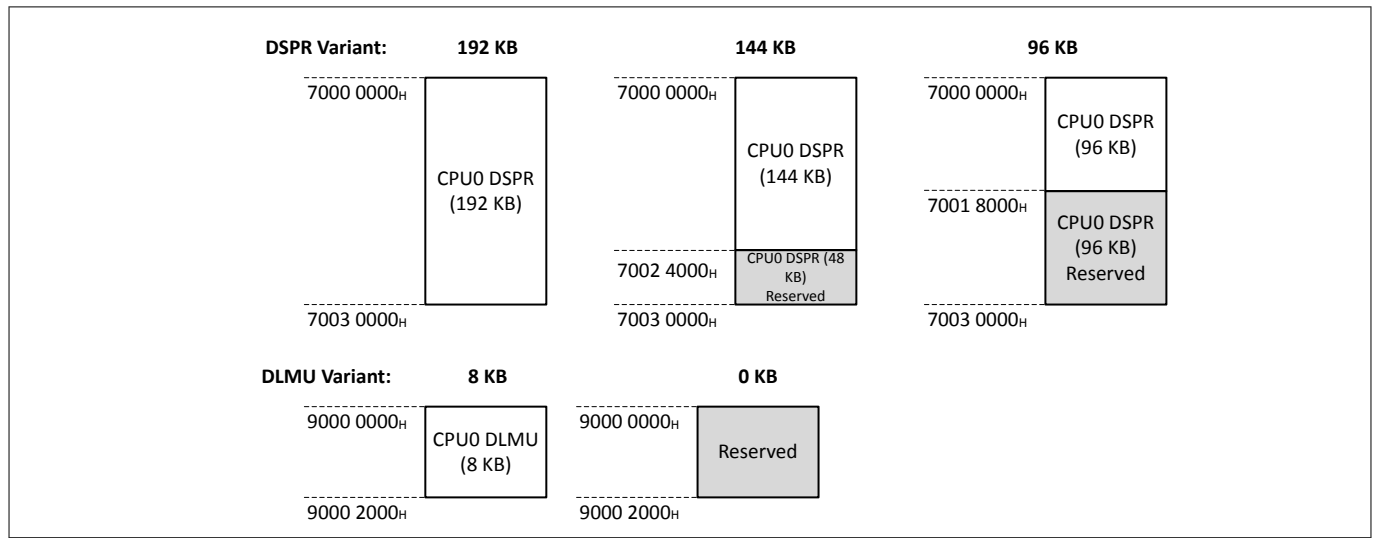 DSPR Variant: 192 KB 144 KB 96 KB
7000 0000H 7000 0000H 7000 0000H
CPU0 DSPR
(96 KB)
CPU0 DSPR
(144 KB)
CPU0 DSPR
(192 KB)
7001 8000H
CPU0 DSPR
(96 KB)
Reserved
7002 4000H
CPU0 DSPR (48
KB)
Reserved
7003 0000H 7003 0000H 7003 0000H
DLMU Variant: 8 KB 0 KB
9000 0000H 9000 0000H
CPU0 DLMU
(8 KB)
Reserved
9000 2000H 9000 2000H